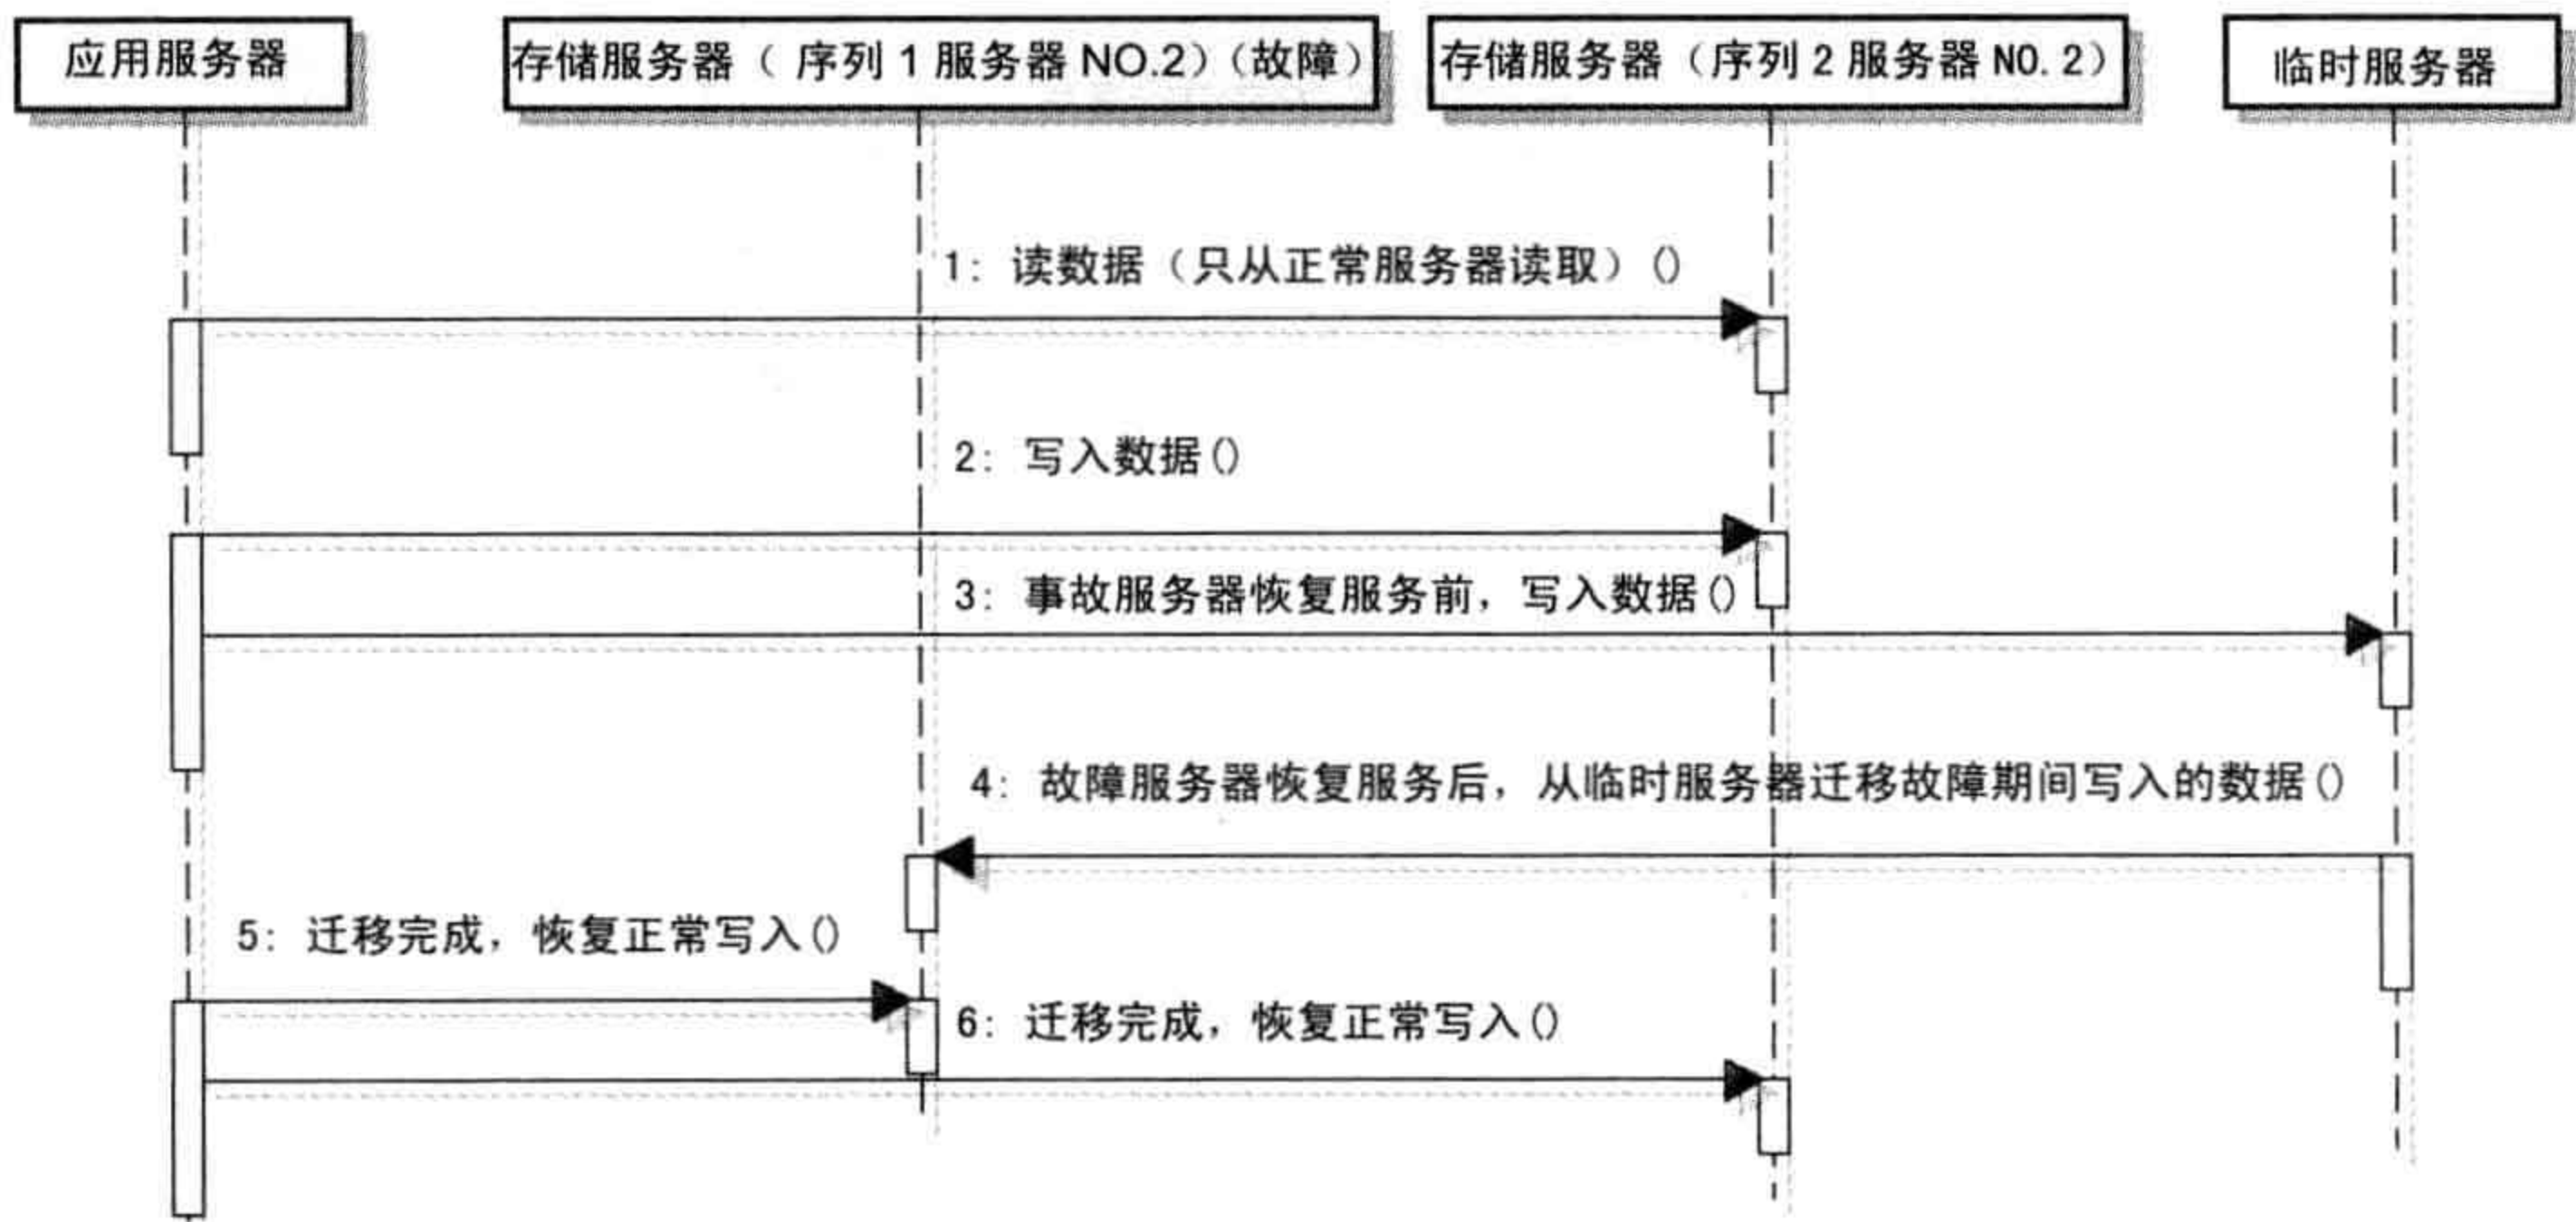 应用服务器
存储服务器（ 序列 1 服务器 NO.2）（故障）
存储服务器（序列 2 服务器 NO. 2）
临时服务器
1: 读数据（只从正常服务器读取）()
2: 写入数据()
3: 事故服务器恢复服务前，写入数据()
4: 故障服务器恢复服务后，从临时服务器迁移故障期间写入的数据()
5: 迁移完成，恢复正常写入()
6: 迁移完成，恢复正常写入()